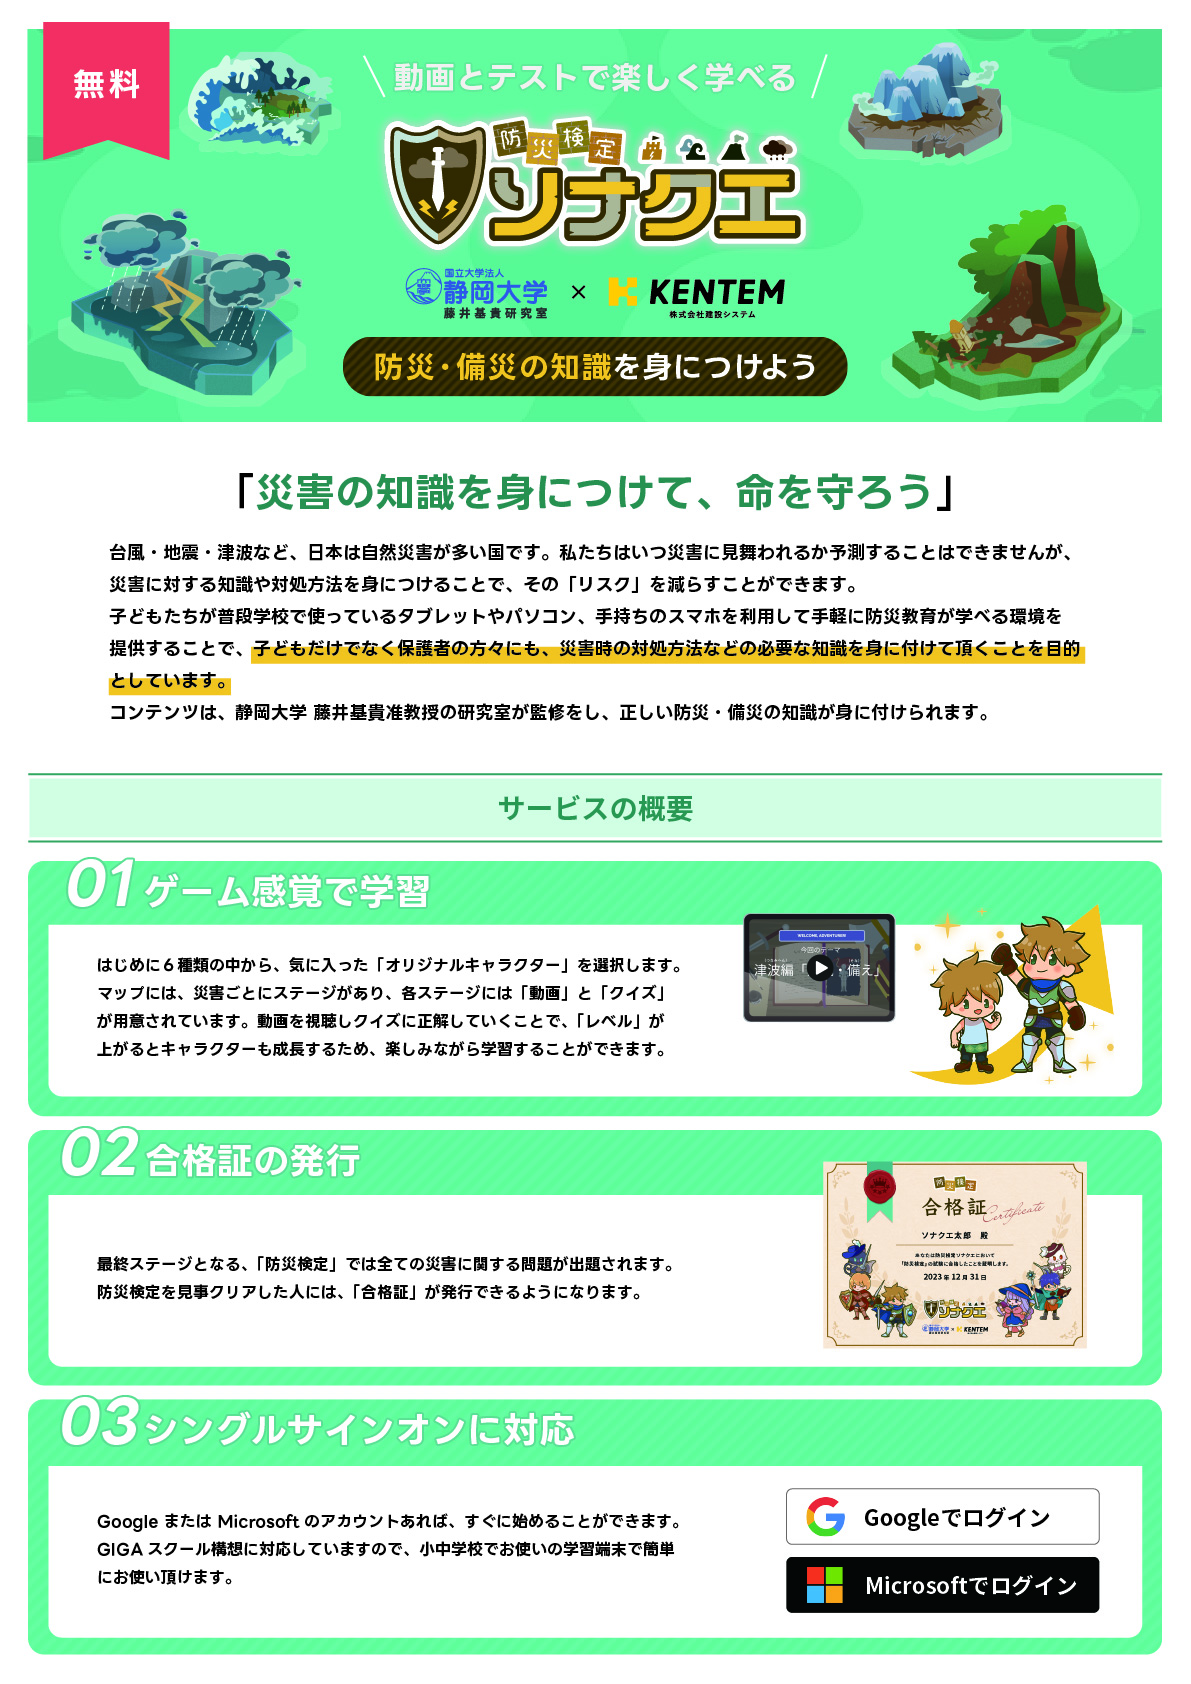 無料
動画とテストで楽しく学べる
防災検定
ソナクエ
国立大学法人
静岡大学
藤井基貴研究室
×
KENTEM
株式会社建設システム
防災・備災の知識を身につけよう
「災害の知識を身につけて、命を守ろう」
台風・地震・津波など、日本は自然災害が多い国です。私たちはいつ災害に見舞われるか予測することはできませんが、
災害に対する知識や対処方法を身につけることで、その「リスク」を減らすことができます。
子どもたちが普段学校で使っているタブレットやパソコン、手持ちのスマホを利用して手軽に防災教育が学べる環境を
提供することで、子どもだけでなく保護者の方々にも、災害時の対処方法などの必要な知識を身に付けて頂くことを目的
としています。
コンテンツは、静岡大学 藤井基貴准教授の研究室が監修をし、正しい防災・備災の知識が身に付けられます。
サービスの概要
01 ゲーム感覚で学習
はじめに６種類の中から、気に入った「オリジナルキャラクター」を選択します。
マップには、災害ごとにステージがあり、各ステージには「動画」と「クイズ」
が用意されています。動画を視聴しクイズに正解していくことで、「レベル」が
上がるとキャラクターも成長するため、楽しみながら学習することができます。
WELCOME, ADVENTURER!
今回のテーマ
津波編「 ・備え」
02 合格証の発行
最終ステージとなる、「防災検定」では全ての災害に関する問題が出題されます。
防災検定を見事クリアした人には、「合格証」が発行できるようになります。
防災検定
合格証
Certificate
ソナクエ太郎　殿
あなたは防災検定ソナクエにおいて
「防災検定」の試験に合格したことを証明します。
2023年12月31日
ソナクエ
静岡大学 × KENTEM
03 シングルサインオンに対応
Google または Microsoft のアカウントあれば、すぐに始めることができます。
GIGA スクール構想に対応していますので、小中学校でお使いの学習端末で簡単
にお使い頂けます。
Googleでログイン
Microsoftでログイン